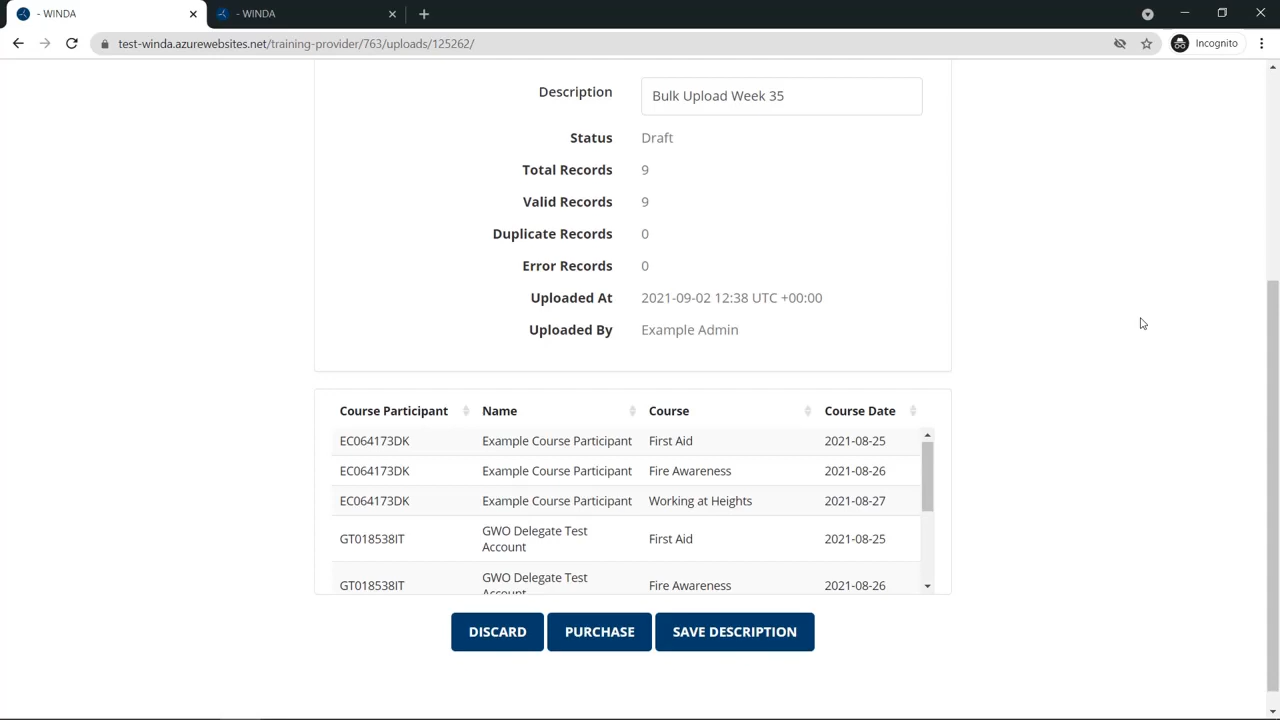 - WINDA
- WINDA
test-winda.azurewebsites.net/training-provider/763/uploads/125262/
Incognito
Description Bulk Upload Week 35
Status Draft
Total Records 9
Valid Records 9
Duplicate Records 0
Error Records 0
Uploaded At 2021-09-02 12:38 UTC +00:00
Uploaded By Example Admin
Course Participant Name Course Course Date
EC064173DK Example Course Participant First Aid 2021-08-25
EC064173DK Example Course Participant Fire Awareness 2021-08-26
EC064173DK Example Course Participant Working at Heights 2021-08-27
GT018538IT GWO Delegate Test Account First Aid 2021-08-25
GT018538IT GWO Delegate Test Account Fire Awareness 2021-08-26
DISCARD PURCHASE SAVE DESCRIPTION